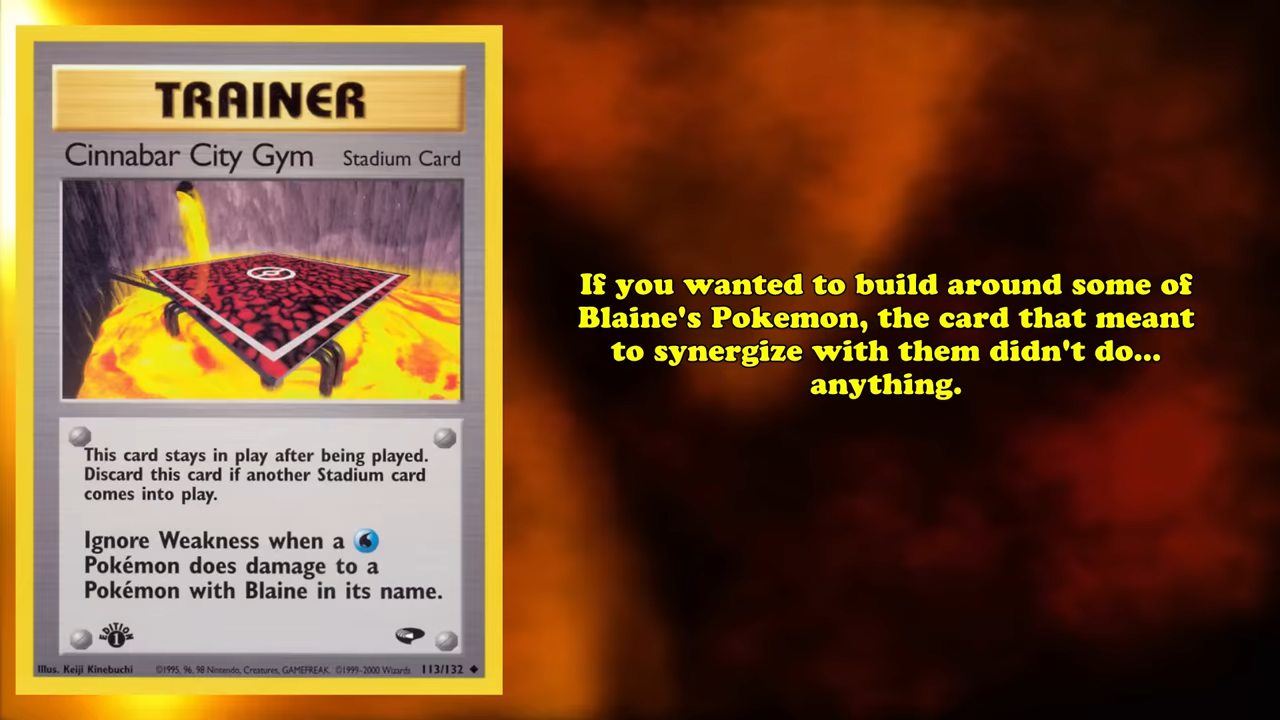 TRAINER
Cinnabar City Gym Stadium Card
This card stays in play after being played.
Discard this card if another Stadium card
comes into play.
Ignore Weakness when a
Pokémon does damage to a
Pokémon with Blaine in its name.
EDITION
1
Illus. Keiji Kinebuchi ©1995, 96, 98 Nintendo, Creatures, GAMEFREAK. ©1999-2000 Wizards 113/132
If you wanted to build around some of
Blaine's Pokemon, the card that meant
to synergize with them didn't do...
anything.